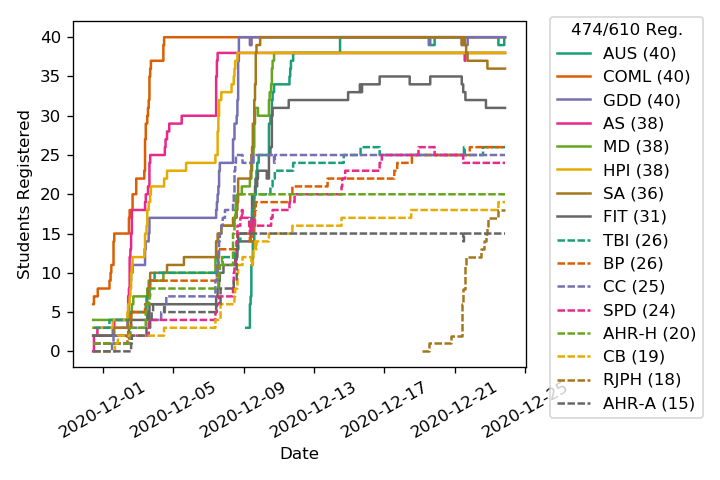 474/610 Reg.
AUS (40)
COML (40)
GDD (40)
AS (38)
MD (38)
HPI (38)
SA (36)
FIT (31)
TBI (26)
BP (26)
CC (25)
SPD (24)
AHR-H (20)
CB (19)
RJPH (18)
AHR-A (15)
Students Registered
40
35
30
25
20
15
10
5
0
2020-12-01
2020-12-05
2020-12-09
2020-12-13
2020-12-17
2020-12-21
2020-12-25
Date